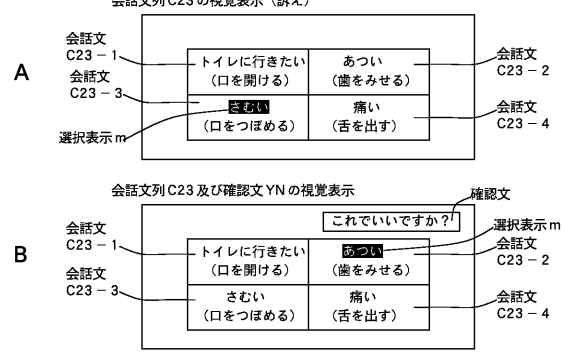 会話文列C23の視覚表示(訴え)
A
会話文
C23-1
会話文
C23-3
選択表示m
トイレに行きたい
(口を開ける)
あつい
(歯をみせる)
さむい
(口をつぼめる)
痛い
(舌を出す)
会話文
C23-2
会話文
C23-4
会話文列C23及び確認文YNの視覚表示
確認文
これでいいですか?
B
会話文
C23-1
会話文
C23-3
トイレに行きたい
(口を開ける)
あつい
(歯をみせる)
さむい
(口をつぼめる)
痛い
(舌を出す)
選択表示m
会話文
C23-2
会話文
C23-4